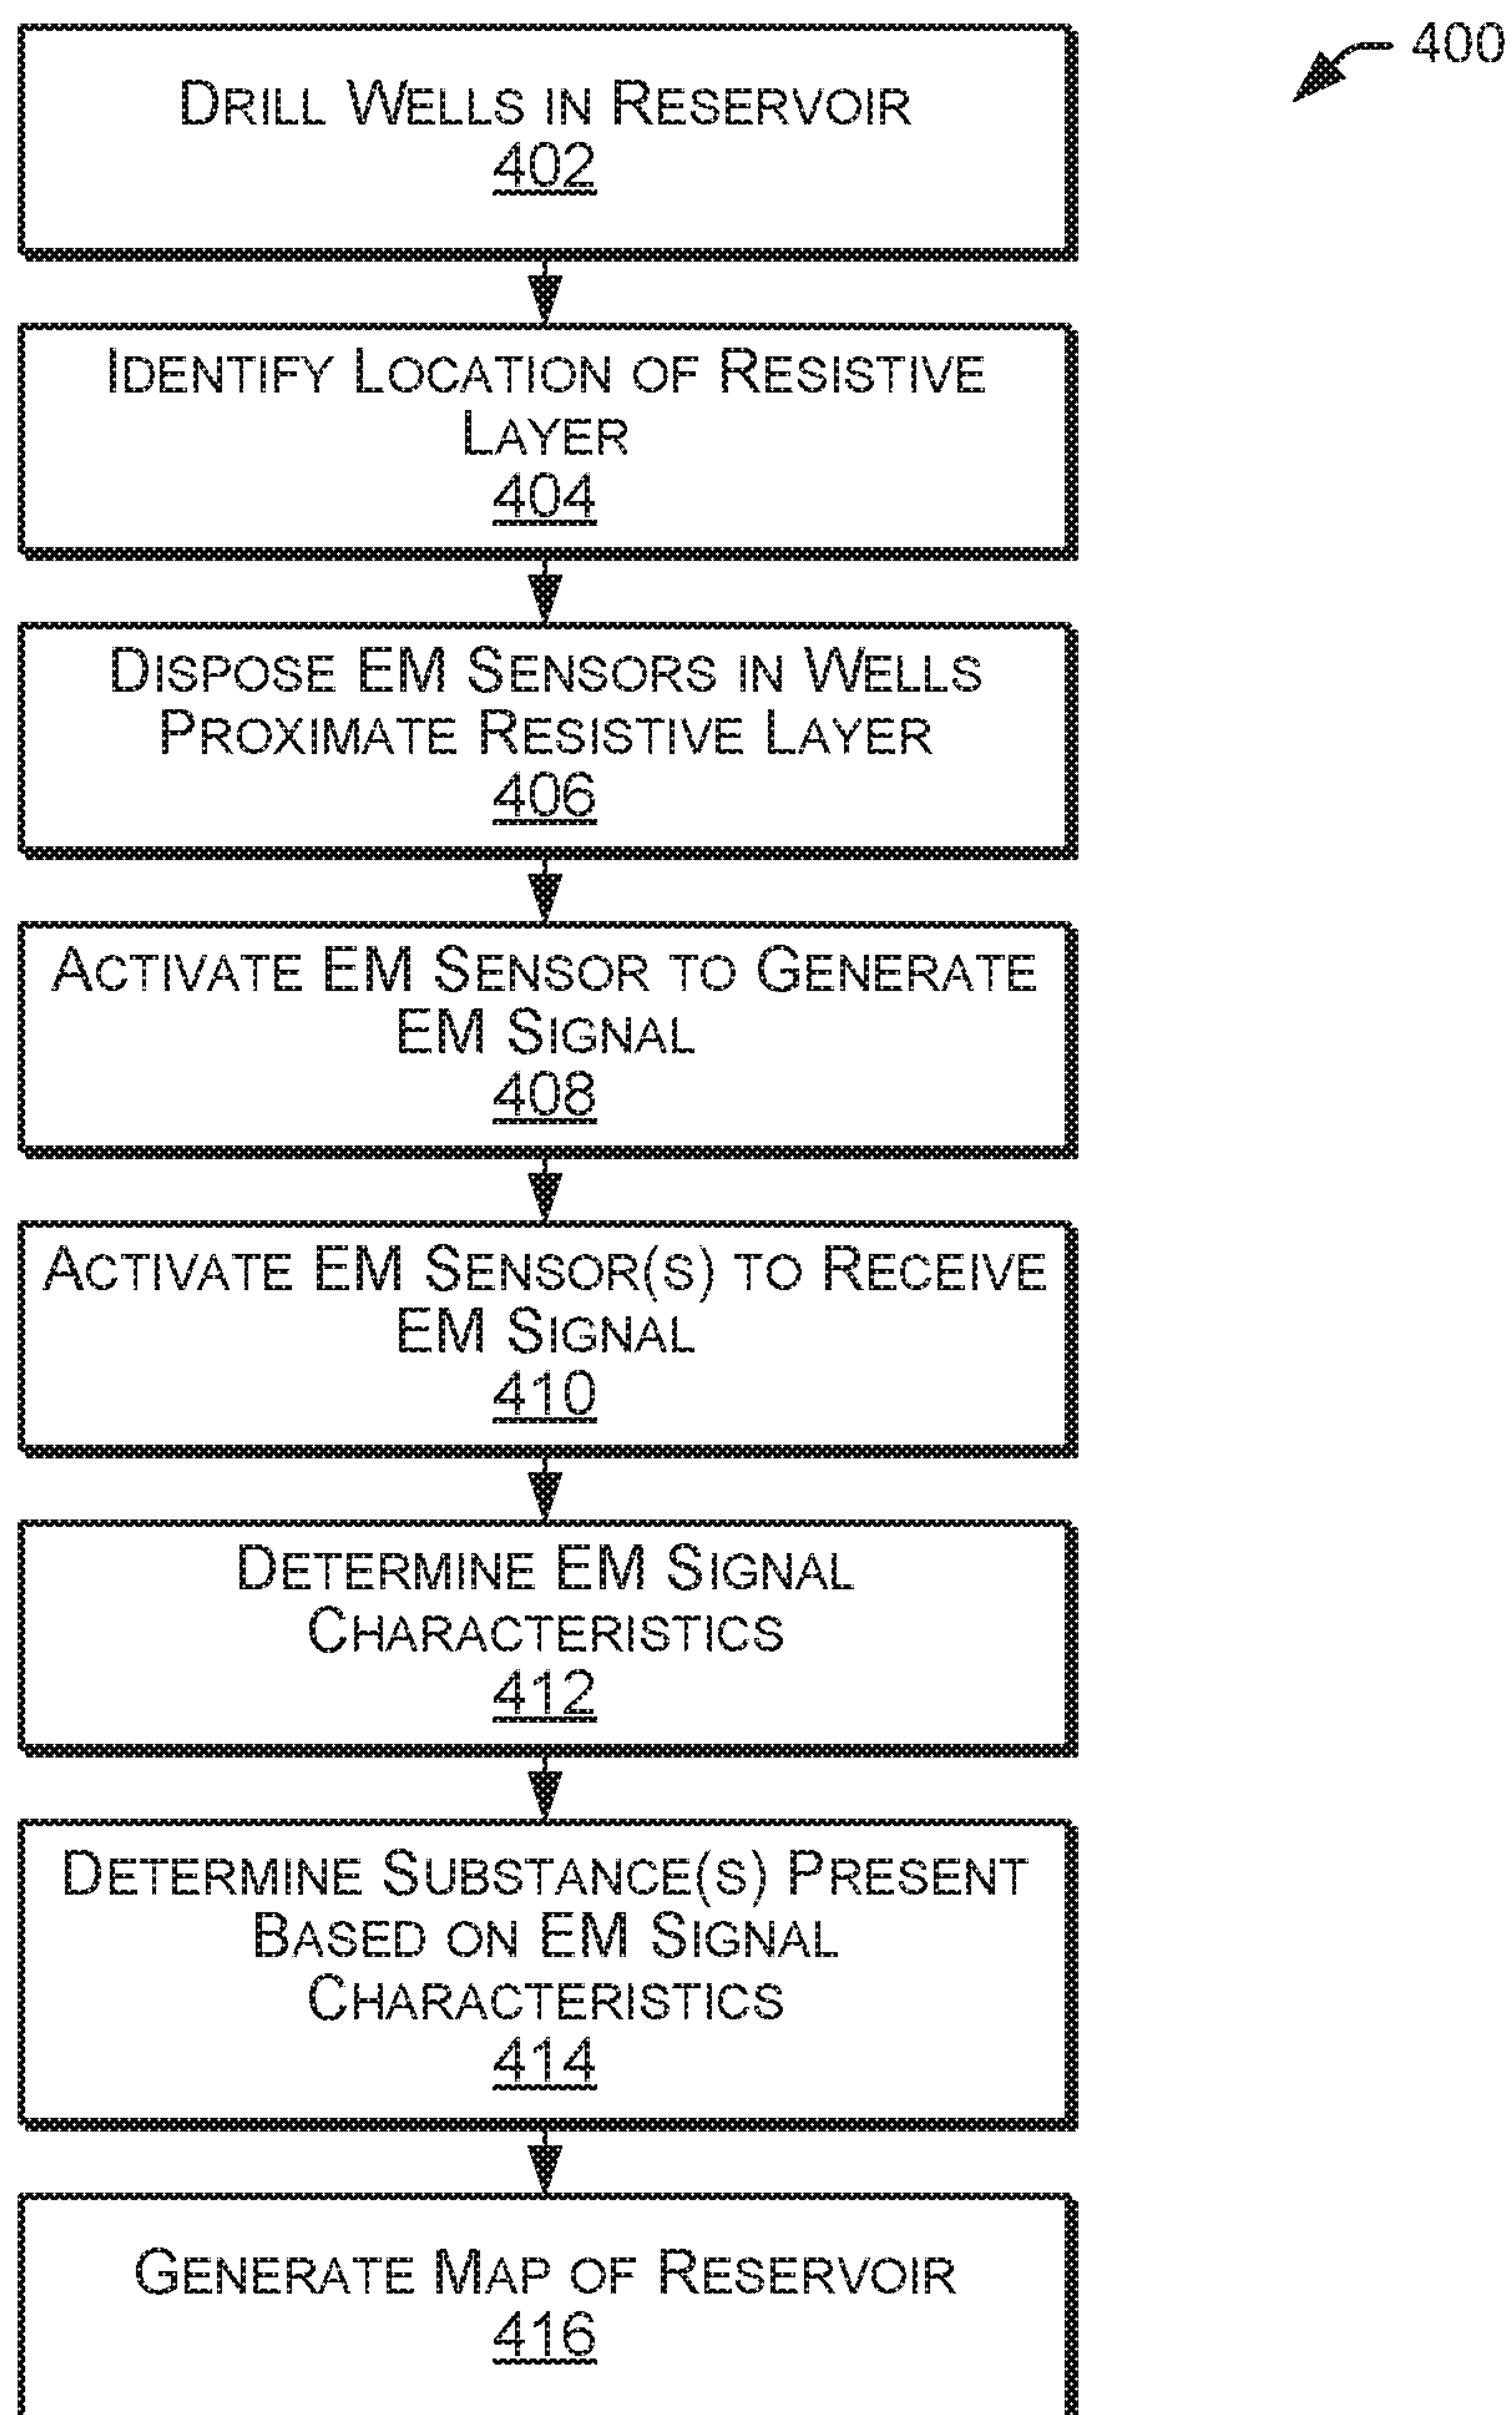 400
DRILL WELLS IN RESERVOIR
402
IDENTIFY LOCATION OF RESISTIVE
LAYER
404
DISPOSE EM SENSORS IN WELLS
PROXIMATE RESISTIVE LAYER
406
ACTIVATE EM SENSOR TO GENERATE
EM SIGNAL
408
ACTIVATE EM SENSOR(S) TO RECEIVE
EM SIGNAL
410
DETERMINE EM SIGNAL
CHARACTERISTICS
412
DETERMINE SUBSTANCE(S) PRESENT
BASED ON EM SIGNAL
CHARACTERISTICS
414
GENERATE MAP OF RESERVOIR
416